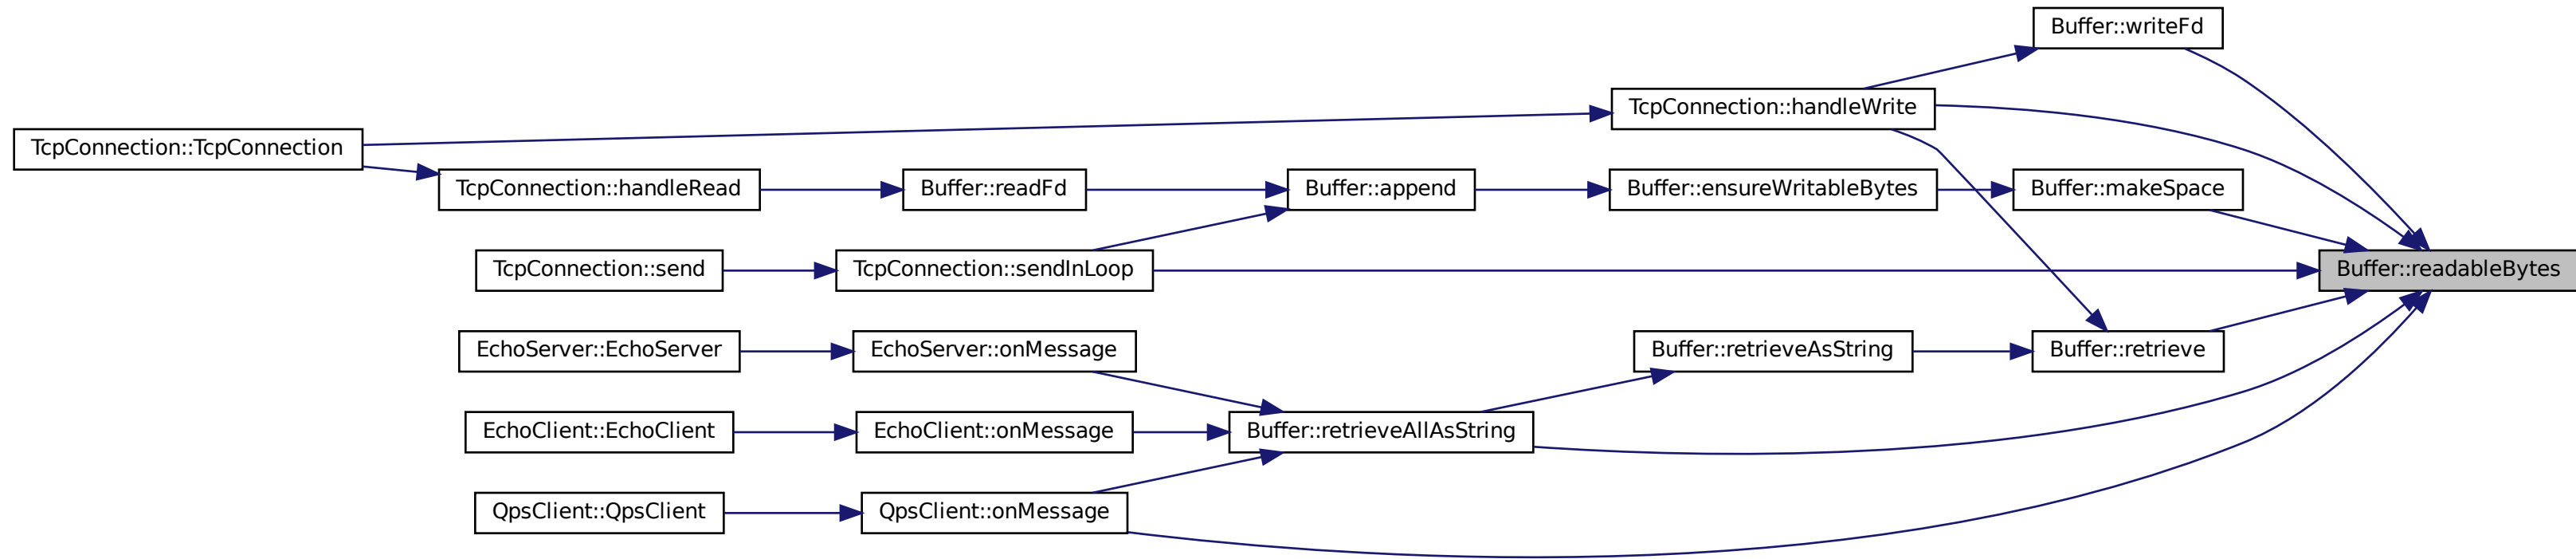 Buffer::writeFd
TcpConnection::handleWrite
TcpConnection::TcpConnection
TcpConnection::handleRead
Buffer::readFd
Buffer::append
Buffer::ensureWritableBytes
Buffer::makeSpace
TcpConnection::send
TcpConnection::sendInLoop
Buffer::readableBytes
EchoServer::EchoServer
EchoServer::onMessage
Buffer::retrieveAsString
Buffer::retrieve
EchoClient::EchoClient
EchoClient::onMessage
Buffer::retrieveAllAsString
QpsClient::QpsClient
QpsClient::onMessage